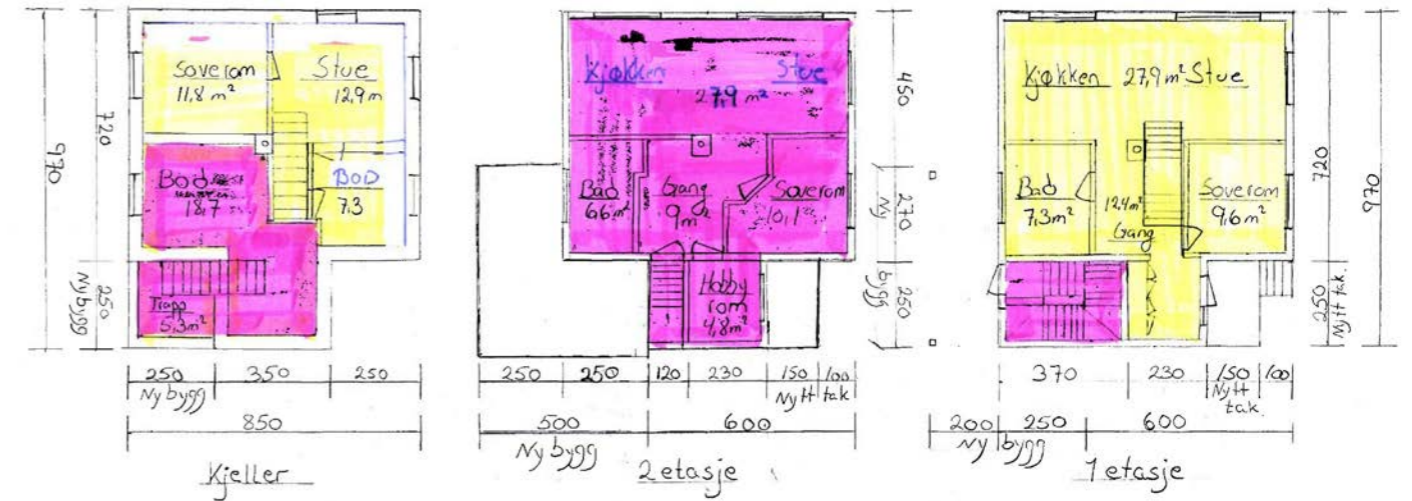 Soverom
11,8 m²
Stue
12,9 m
Bod
18,7
BOD
7,3
Trapp
5,3 m²
970
720
250
Ny bygg
250
350
250
Ny bygg
850
Kjeller
Kjøkken
Stue
27,9 m²
Bad
6,6 m²
Gang
9 m²
Soverom
10,1
Hobby
rom
4,8 m²
450
270
Ny
bygg
250
250
250
120
230
150
100
Nytt
tak
500
600
Ny bygg
2 etasje
Kjøkken 27,9 m² Stue
Bad
7,3 m²
12,4 m²
Gang
Soverom
9,6 m²
720
250
Nytt tak.
970
370
230
150
100
Nytt
tak.
200
250
600
Ny bygg
1 etasje